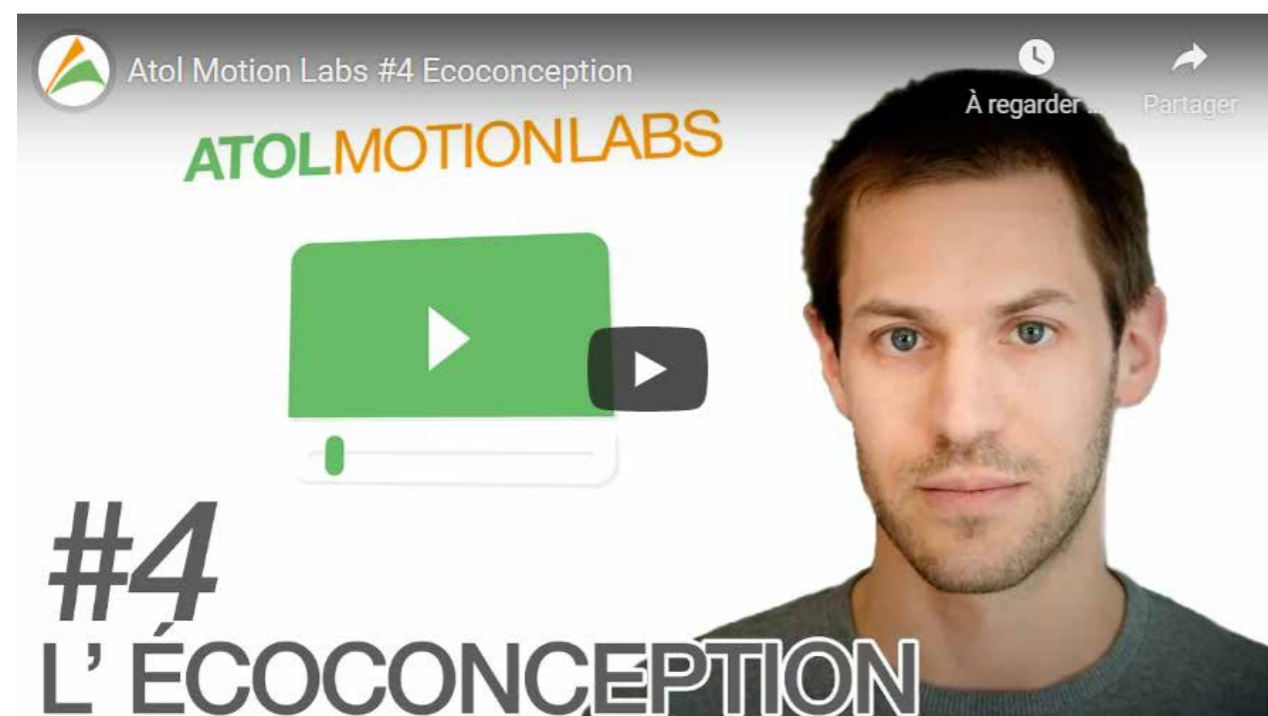 Atol Motion Labs #4 Ecoconception
À regarder ...
Partager
ATOLMOTIONLABS
#4
L' ÉCOCONCEPTION